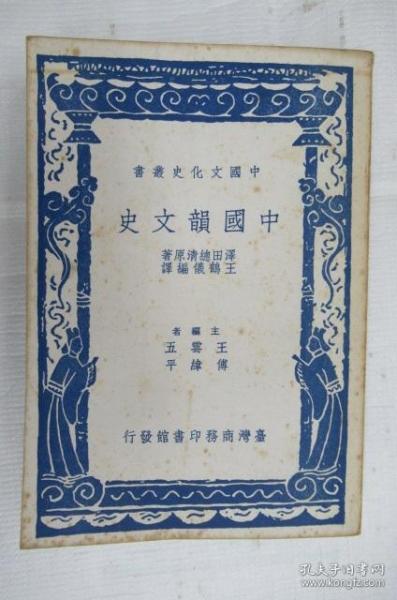 中國文化史叢書
中國韻文史
澤田總清原著
王鶴儀編譯
主編者
王雲五
傅緯平
臺灣商務印書館發行
孔夫子旧书网
www.kongfz.com